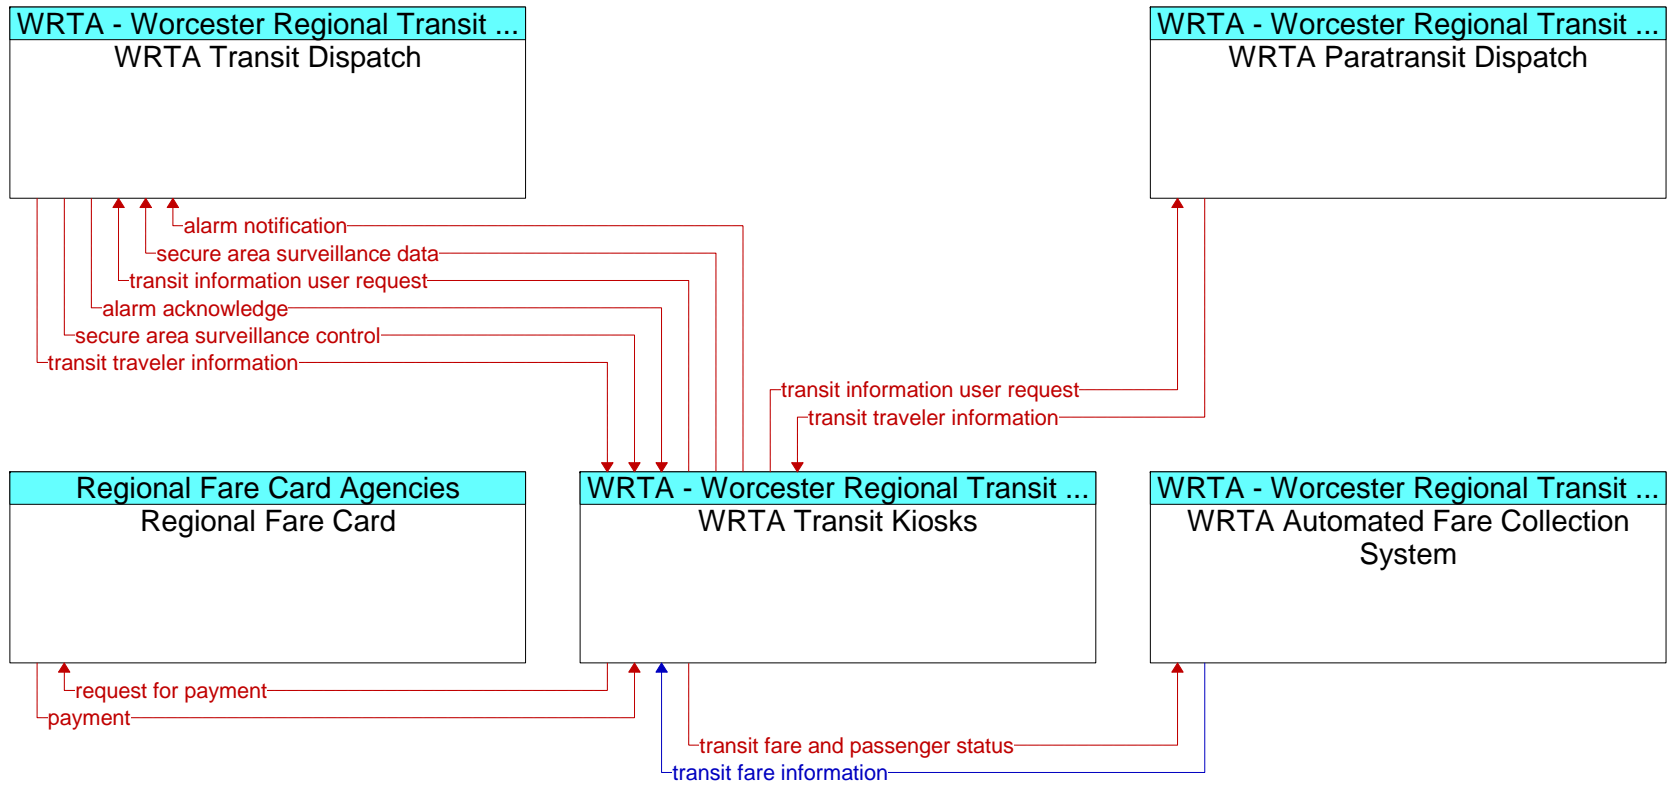 WRTA - Worcester Regional Transit ...
WRTA Transit Dispatch
WRTA - Worcester Regional Transit ...
WRTA Paratransit Dispatch
alarm notification
secure area surveillance data
transit information user request
alarm acknowledge
secure area surveillance control
transit traveler information
transit information user request
transit traveler information
Regional Fare Card Agencies
Regional Fare Card
WRTA - Worcester Regional Transit ...
WRTA Transit Kiosks
WRTA - Worcester Regional Transit ...
WRTA Automated Fare Collection
System
request for payment
payment
transit fare and passenger status
transit fare information